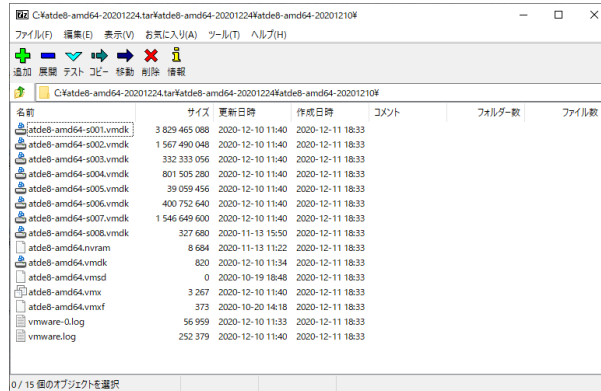 C:¥atde8-amd64-20201224.tar¥atde8-amd64-20201224¥atde8-amd64-20201210¥
ファイル(F) 編集(E) 表示(V) お気に入り(A) ツール(T) ヘルプ(H)
追加 展開 テスト コピー 移動 削除 情報
C:¥atde8-amd64-20201224.tar¥atde8-amd64-20201224¥atde8-amd64-20201210¥
名前 サイズ 更新日時 作成日時 コメント フォルダー数 ファイル数
atde8-amd64-s001.vmdk 3 829 465 088 2020-12-10 11:40 2020-12-11 18:33
atde8-amd64-s002.vmdk 1 567 490 048 2020-12-10 11:40 2020-12-11 18:33
atde8-amd64-s003.vmdk 332 333 056 2020-12-10 11:40 2020-12-11 18:33
atde8-amd64-s004.vmdk 801 505 280 2020-12-10 11:40 2020-12-11 18:33
atde8-amd64-s005.vmdk 39 059 456 2020-12-10 11:40 2020-12-11 18:33
atde8-amd64-s006.vmdk 400 752 640 2020-12-10 11:40 2020-12-11 18:33
atde8-amd64-s007.vmdk 1 546 649 600 2020-12-10 11:40 2020-12-11 18:33
atde8-amd64-s008.vmdk 327 680 2020-11-13 15:50 2020-12-11 18:33
atde8-amd64.nvram 8 684 2020-11-13 11:22 2020-12-11 18:33
atde8-amd64.vmdk 820 2020-12-10 11:34 2020-12-11 18:33
atde8-amd64.vmsd 0 2020-10-19 18:48 2020-12-11 18:33
atde8-amd64.vmx 3 267 2020-12-10 11:40 2020-12-11 18:33
atde8-amd64.vmxf 373 2020-10-20 14:18 2020-12-11 18:33
vmware-0.log 56 959 2020-12-10 11:33 2020-12-11 18:33
vmware.log 252 379 2020-12-10 11:40 2020-12-11 18:33
0 / 15 個のオブジェクトを選択